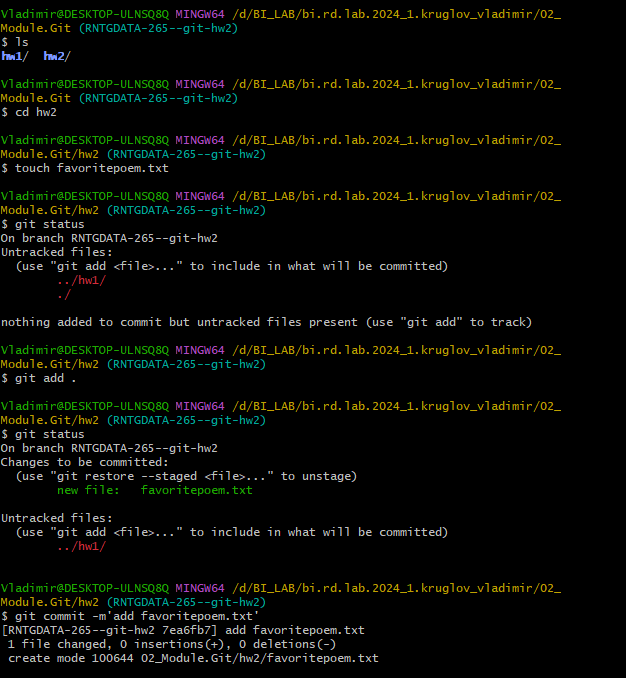 Vladimir@DESKTOP-ULNSQ8Q MINGW64 /d/BI_LAB/bi.rd.lab.2024_1.kruglov_vladimir/02_
Module.Git (RNTGDATA-265--git-hw2)
$ ls
hw1/  hw2/

Vladimir@DESKTOP-ULNSQ8Q MINGW64 /d/BI_LAB/bi.rd.lab.2024_1.kruglov_vladimir/02_
Module.Git (RNTGDATA-265--git-hw2)
$ cd hw2

Vladimir@DESKTOP-ULNSQ8Q MINGW64 /d/BI_LAB/bi.rd.lab.2024_1.kruglov_vladimir/02_
Module.Git/hw2 (RNTGDATA-265--git-hw2)
$ touch favoritepoem.txt

Vladimir@DESKTOP-ULNSQ8Q MINGW64 /d/BI_LAB/bi.rd.lab.2024_1.kruglov_vladimir/02_
Module.Git/hw2 (RNTGDATA-265--git-hw2)
$ git status
On branch RNTGDATA-265--git-hw2
Untracked files:
  (use "git add <file>..." to include in what will be committed)
        ../hw1/
        ./

nothing added to commit but untracked files present (use "git add" to track)

Vladimir@DESKTOP-ULNSQ8Q MINGW64 /d/BI_LAB/bi.rd.lab.2024_1.kruglov_vladimir/02_
Module.Git/hw2 (RNTGDATA-265--git-hw2)
$ git add .

Vladimir@DESKTOP-ULNSQ8Q MINGW64 /d/BI_LAB/bi.rd.lab.2024_1.kruglov_vladimir/02_
Module.Git/hw2 (RNTGDATA-265--git-hw2)
$ git status
On branch RNTGDATA-265--git-hw2
Changes to be committed:
  (use "git restore --staged <file>..." to unstage)
        new file:   favoritepoem.txt

Untracked files:
  (use "git add <file>..." to include in what will be committed)
        ../hw1/

Vladimir@DESKTOP-ULNSQ8Q MINGW64 /d/BI_LAB/bi.rd.lab.2024_1.kruglov_vladimir/02_
Module.Git/hw2 (RNTGDATA-265--git-hw2)
$ git commit -m'add favoritepoem.txt'
[RNTGDATA-265--git-hw2 7ea6fb7] add favoritepoem.txt
 1 file changed, 0 insertions(+), 0 deletions(-)
 create mode 100644 02_Module.Git/hw2/favoritepoem.txt